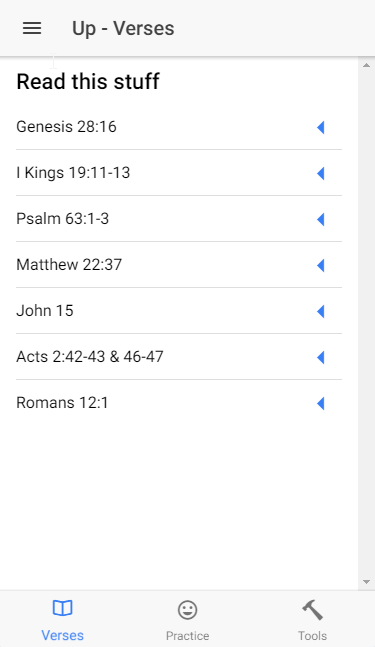 Up - Verses
Read this stuff
Genesis 28:16
I Kings 19:11-13
Psalm 63:1-3
Matthew 22:37
John 15
Acts 2:42-43 & 46-47
Romans 12:1
Verses
Practice
Tools